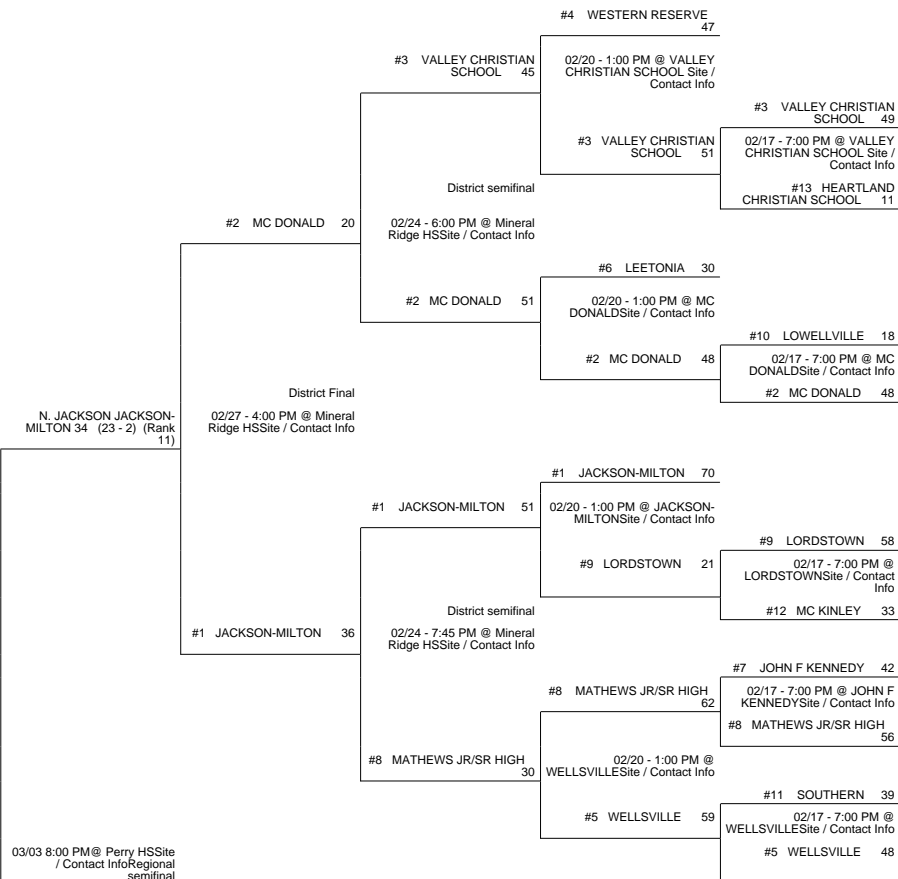 #4 WESTERN RESERVE
47
#3 VALLEY CHRISTIAN
SCHOOL 45
02/20 - 1:00 PM @ VALLEY
CHRISTIAN SCHOOL Site /
Contact Info
#3 VALLEY CHRISTIAN
SCHOOL 49
#3 VALLEY CHRISTIAN
SCHOOL 51
02/17 - 7:00 PM @ VALLEY
CHRISTIAN SCHOOL Site /
Contact Info
#13 HEARTLAND
CHRISTIAN SCHOOL 11
District semifinal
02/24 - 6:00 PM @ Mineral
Ridge HSSite / Contact Info
#2 MC DONALD 20
#6 LEETONIA 30
#2 MC DONALD 51
02/20 - 1:00 PM @ MC
DONALDSite / Contact Info
#10 LOWELLVILLE 18
#2 MC DONALD 48
02/17 - 7:00 PM @ MC
DONALDSite / Contact Info
#2 MC DONALD 48
District Final
02/27 - 4:00 PM @ Mineral
Ridge HSSite / Contact Info
N. JACKSON JACKSON-
MILTON 34 (23 - 2) (Rank
11)
#1 JACKSON-MILTON 70
#1 JACKSON-MILTON 51
02/20 - 1:00 PM @ JACKSON-
MILTONSite / Contact Info
#9 LORDSTOWN 58
#9 LORDSTOWN 21
02/17 - 7:00 PM @
LORDSTOWNSite / Contact
Info
#12 MC KINLEY 33
District semifinal
02/24 - 7:45 PM @ Mineral
Ridge HSSite / Contact Info
#1 JACKSON-MILTON 36
#7 JOHN F KENNEDY 42
#8 MATHEWS JR/SR HIGH
62
02/17 - 7:00 PM @ JOHN F
KENNEDYSite / Contact Info
#8 MATHEWS JR/SR HIGH
56
#8 MATHEWS JR/SR HIGH
30
02/20 - 1:00 PM @
WELLSVILLESite / Contact Info
#11 SOUTHERN 39
#5 WELLSVILLE 59
02/17 - 7:00 PM @
WELLSVILLESite / Contact Info
#5 WELLSVILLE 48
03/03 8:00 PM@ Perry HSSite
/ Contact InfoRegional
semifinal